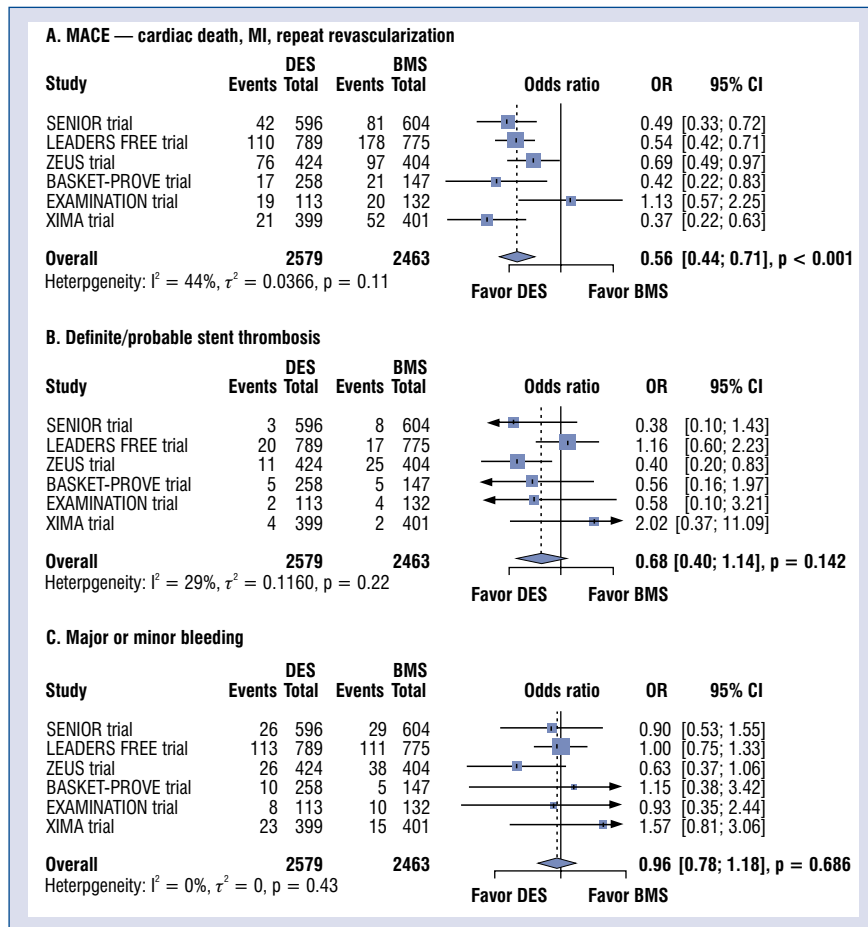 A. MACE — cardiac death, MI, repeat revascularization
DES BMS
Study Events Total Events Total Odds ratio OR 95% CI
SENIOR trial 42 596 81 604 0.49 [0.33; 0.72]
LEADERS FREE trial 110 789 178 775 0.54 [0.42; 0.71]
ZEUS trial 76 424 97 404 0.69 [0.49; 0.97]
BASKET-PROVE trial 17 258 21 147 0.42 [0.22; 0.83]
EXAMINATION trial 19 113 20 132 1.13 [0.57; 2.25]
XIMA trial 21 399 52 401 0.37 [0.22; 0.63]
Overall 2579 2463 0.56 [0.44; 0.71], p < 0.001
Heterpgeneity: I² = 44%, τ² = 0.0366, p = 0.11
Favor DES Favor BMS
B. Definite/probable stent thrombosis
DES BMS
Study Events Total Events Total Odds ratio OR 95% CI
SENIOR trial 3 596 8 604 0.38 [0.10; 1.43]
LEADERS FREE trial 20 789 17 775 1.16 [0.60; 2.23]
ZEUS trial 11 424 25 404 0.40 [0.20; 0.83]
BASKET-PROVE trial 5 258 5 147 0.56 [0.16; 1.97]
EXAMINATION trial 2 113 4 132 0.58 [0.10; 3.21]
XIMA trial 4 399 2 401 2.02 [0.37; 11.09]
Overall 2579 2463 0.68 [0.40; 1.14], p = 0.142
Heterpgeneity: I² = 29%, τ² = 0.1160, p = 0.22
Favor DES Favor BMS
C. Major or minor bleeding
DES BMS
Study Events Total Events Total Odds ratio OR 95% CI
SENIOR trial 26 596 29 604 0.90 [0.53; 1.55]
LEADERS FREE trial 113 789 111 775 1.00 [0.75; 1.33]
ZEUS trial 26 424 38 404 0.63 [0.37; 1.06]
BASKET-PROVE trial 10 258 5 147 1.15 [0.38; 3.42]
EXAMINATION trial 8 113 10 132 0.93 [0.35; 2.44]
XIMA trial 23 399 15 401 1.57 [0.81; 3.06]
Overall 2579 2463 0.96 [0.78; 1.18], p = 0.686
Heterpgeneity: I² = 0%, τ² = 0, p = 0.43
Favor DES Favor BMS